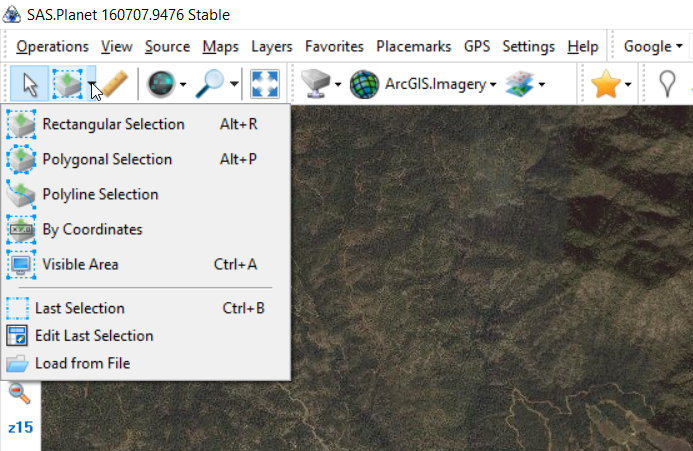 SAS.Planet 160707.9476 Stable
Operations View Source Maps Layers Favorites Placemarks GPS Settings Help Google
ArcGIS.Imagery
Rectangular Selection Alt+R
Polygonal Selection Alt+P
Polyline Selection
By Coordinates
Visible Area Ctrl+A
Last Selection Ctrl+B
Edit Last Selection
Load from File
z15